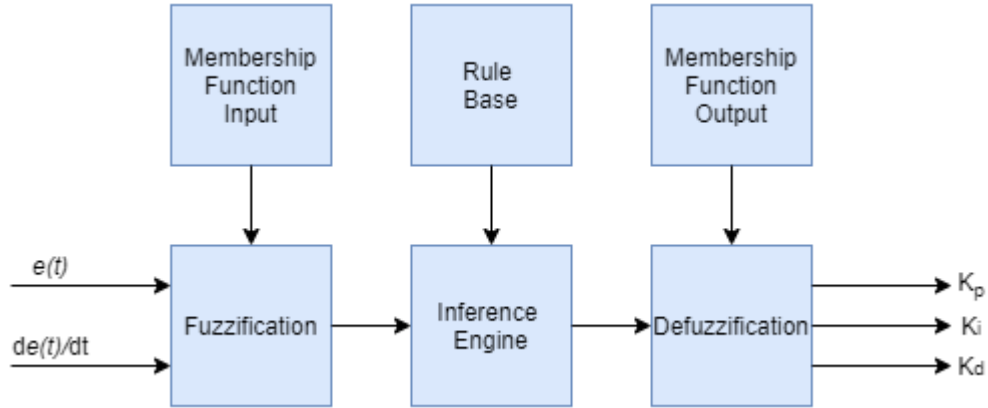 Membership
Function
Input
Rule
Base
Membership
Function
Output
e(t)
de(t)/dt
Fuzzification
Inference
Engine
Defuzzification
Kp
Ki
Kd